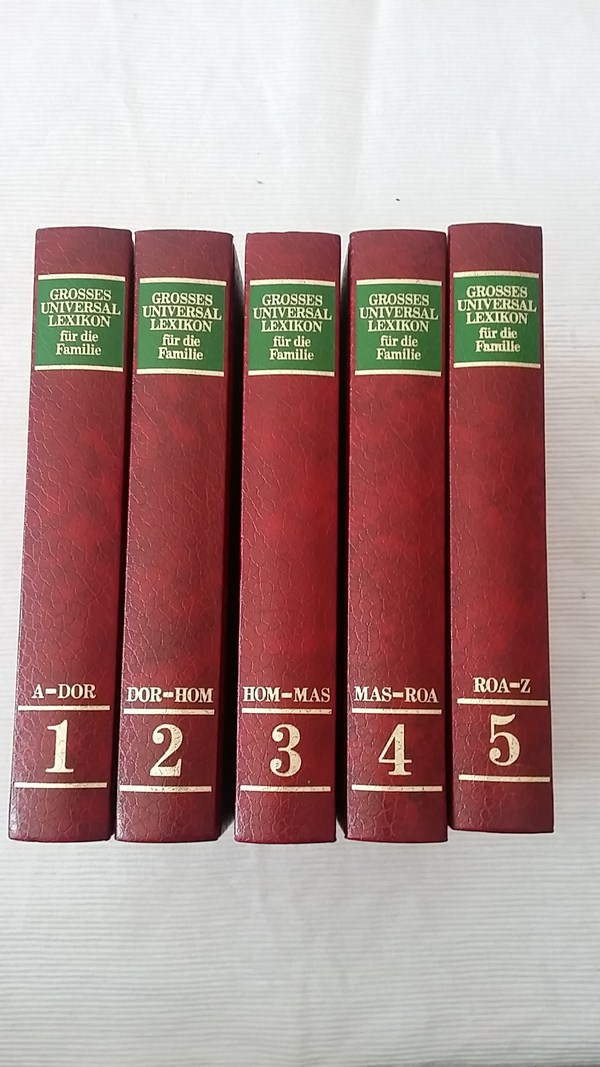 GROSSES
UNIVERSAL
LEXIKON
für die
Familie
A-DOR
1
GROSSES
UNIVERSAL
LEXIKON
für die
Familie
DOR-HOM
2
GROSSES
UNIVERSAL
LEXIKON
für die
Familie
HOM-MAS
3
GROSSES
UNIVERSAL
LEXIKON
für die
Familie
MAS-ROA
4
GROSSES
UNIVERSAL
LEXIKON
für die
Familie
ROA-Z
5